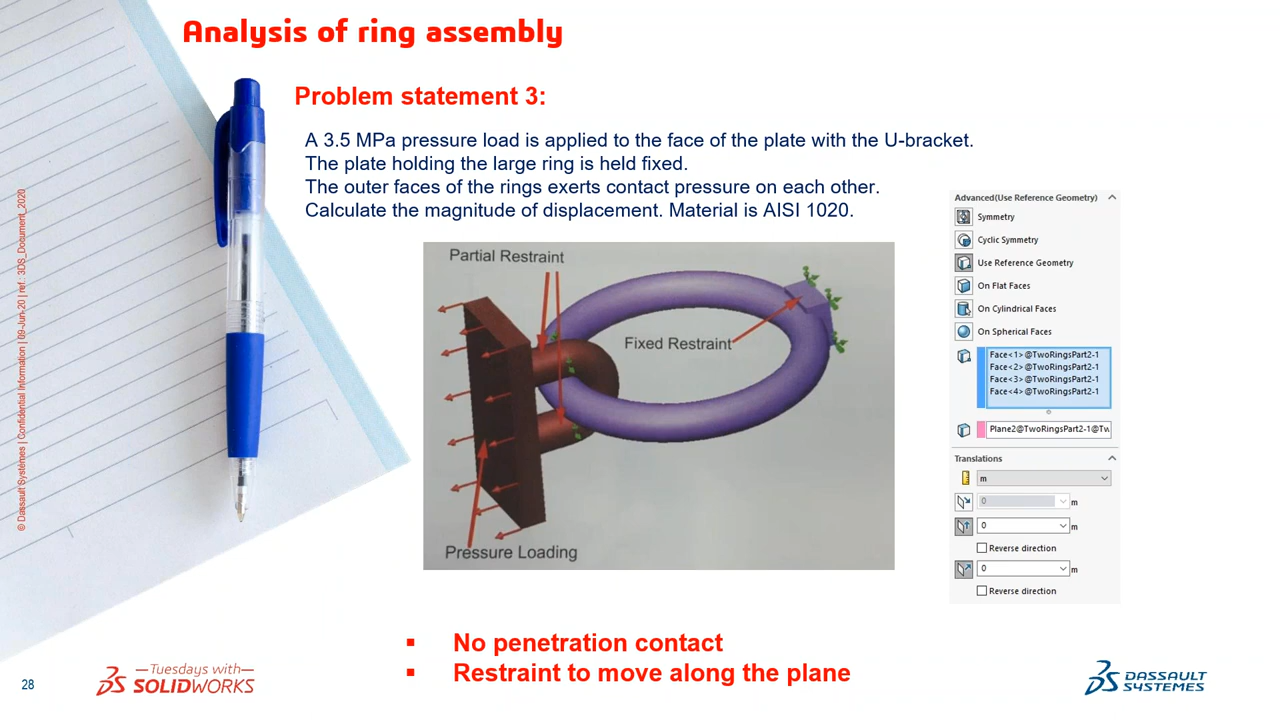 Analysis of ring assembly
Problem statement 3:
A 3.5 MPa pressure load is applied to the face of the plate with the U-bracket.
The plate holding the large ring is held fixed.
The outer faces of the rings exerts contact pressure on each other.
Calculate the magnitude of displacement. Material is AISI 1020.
Partial Restraint
Fixed Restraint
Pressure Loading
Advanced(Use Reference Geometry)
Symmetry
Cyclic Symmetry
Use Reference Geometry
On Flat Faces
On Cylindrical Faces
On Spherical Faces
Face<1>@TwoRingsPart2-1
Face<2>@TwoRingsPart2-1
Face<3>@TwoRingsPart2-1
Face<4>@TwoRingsPart2-1
Plane2@TwoRingsPart2-1@Tw
Translations
m
0 m
0 m
Reverse direction
0 m
Reverse direction
▪ No penetration contact
▪ Restraint to move along the plane
© Dassault Systèmes | Confidential Information | 09-Jun-20 | ref.: 3DS_Document_2020
28
Tuesdays with
SOLIDWORKS
DASSAULT
SYSTEMES